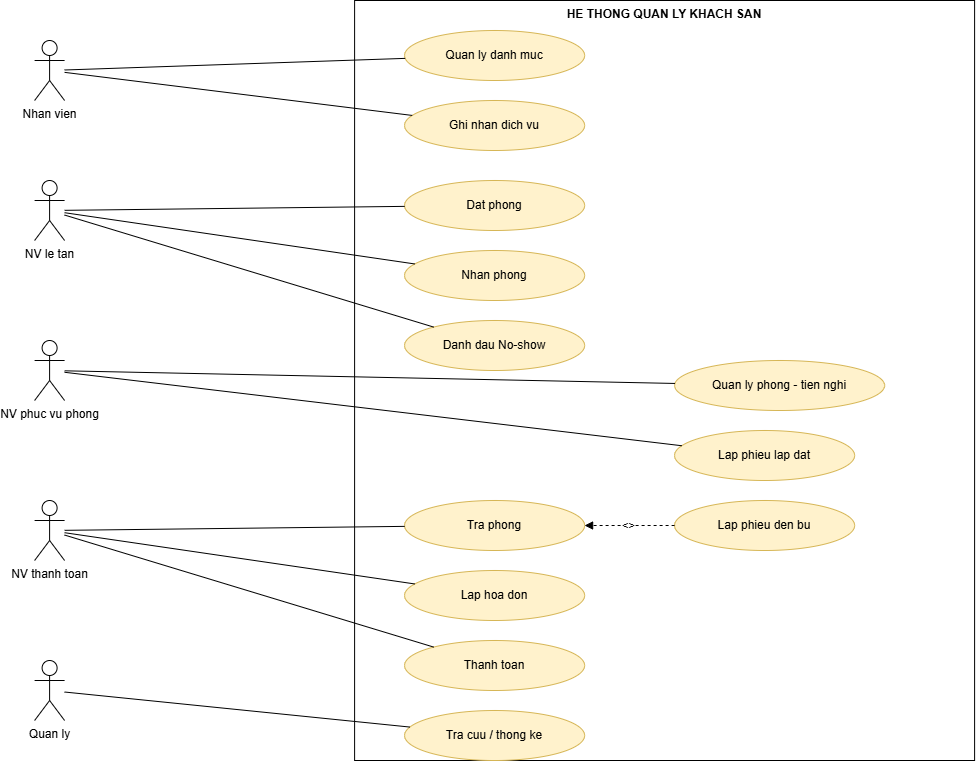 HE THONG QUAN LY KHACH SAN
Quan ly danh muc
Nhan vien
Ghi nhan dich vu
Dat phong
NV le tan
Nhan phong
Danh dau No-show
Quan ly phong - tien nghi
NV phuc vu phong
Lap phieu lap dat
Tra phong
<>
Lap phieu den bu
NV thanh toan
Lap hoa don
Thanh toan
Quan ly
Tra cuu / thong ke